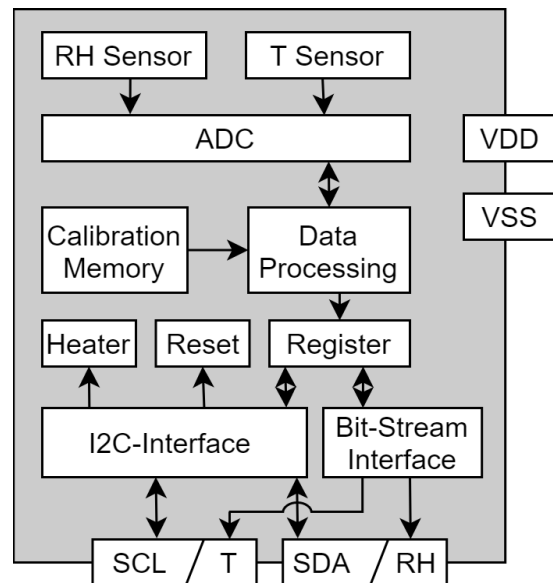 RH Sensor
T Sensor
ADC
VDD
VSS
Calibration
Memory
Data
Processing
Heater
Reset
Register
I2C-Interface
Bit-Stream
Interface
SCL / T
SDA / RH